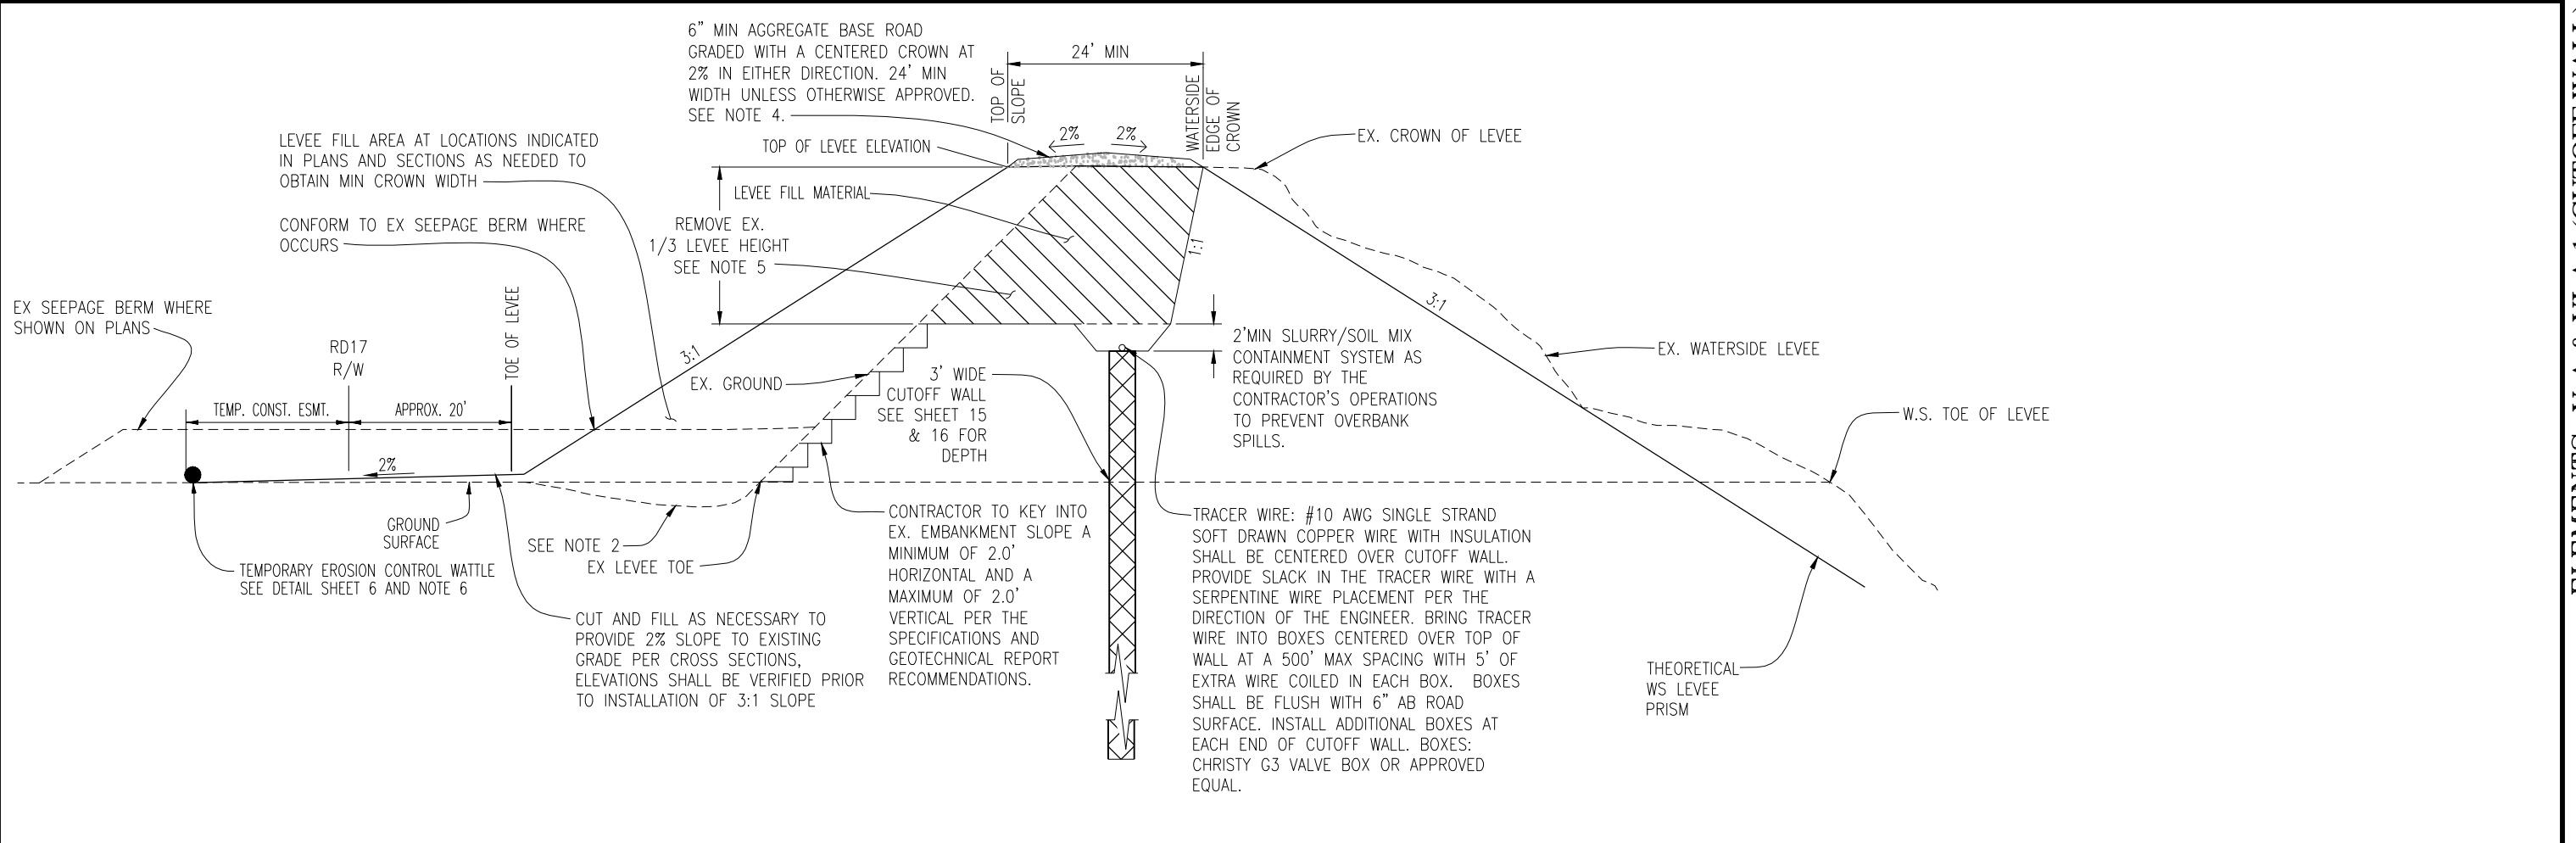 6" MIN AGGREGATE BASE ROAD
GRADED WITH A CENTERED CROWN AT
2% IN EITHER DIRECTION. 24' MIN
WIDTH UNLESS OTHERWISE APPROVED.
SEE NOTE 4.
24' MIN
TOP OF
SLOPE
WATERSIDE
EDGE OF
CROWN
2%
2%
TOP OF LEVEE ELEVATION
EX. CROWN OF LEVEE
LEVEE FILL AREA AT LOCATIONS INDICATED
IN PLANS AND SECTIONS AS NEEDED TO
OBTAIN MIN CROWN WIDTH
LEVEE FILL MATERIAL
CONFORM TO EX SEEPAGE BERM WHERE
OCCURS
REMOVE EX.
1/3 LEVEE HEIGHT
SEE NOTE 5
1:1
3:1
EX SEEPAGE BERM WHERE
SHOWN ON PLANS
RD17
R/W
TOE OF LEVEE
3:1
TEMP. CONST. ESMT.
APPROX. 20'
2%
EX. GROUND
3' WIDE
CUTOFF WALL
SEE SHEET 15
& 16 FOR
DEPTH
2'MIN SLURRY/SOIL MIX
CONTAINMENT SYSTEM AS
REQUIRED BY THE
CONTRACTOR'S OPERATIONS
TO PREVENT OVERBANK
SPILLS.
EX. WATERSIDE LEVEE
W.S. TOE OF LEVEE
GROUND
SURFACE
SEE NOTE 2
EX LEVEE TOE
TEMPORARY EROSION CONTROL WATTLE
SEE DETAIL SHEET 6 AND NOTE 6
CUT AND FILL AS NECESSARY TO
PROVIDE 2% SLOPE TO EXISTING
GRADE PER CROSS SECTIONS,
ELEVATIONS SHALL BE VERIFIED PRIOR
TO INSTALLATION OF 3:1 SLOPE
CONTRACTOR TO KEY INTO
EX. EMBANKMENT SLOPE A
MINIMUM OF 2.0'
HORIZONTAL AND A
MAXIMUM OF 2.0'
VERTICAL PER THE
SPECIFICATIONS AND
GEOTECHNICAL REPORT
RECOMMENDATIONS.
TRACER WIRE: #10 AWG SINGLE STRAND
SOFT DRAWN COPPER WIRE WITH INSULATION
SHALL BE CENTERED OVER CUTOFF WALL.
PROVIDE SLACK IN THE TRACER WIRE WITH A
SERPENTINE WIRE PLACEMENT PER THE
DIRECTION OF THE ENGINEER. BRING TRACER
WIRE INTO BOXES CENTERED OVER TOP OF
WALL AT A 500' MAX SPACING WITH 5' OF
EXTRA WIRE COILED IN EACH BOX. BOXES
SHALL BE FLUSH WITH 6" AB ROAD
SURFACE. INSTALL ADDITIONAL BOXES AT
EACH END OF CUTOFF WALL. BOXES:
CHRISTY G3 VALVE BOX OR APPROVED
EQUAL.
THEORETICAL
WS LEVEE
PRISM